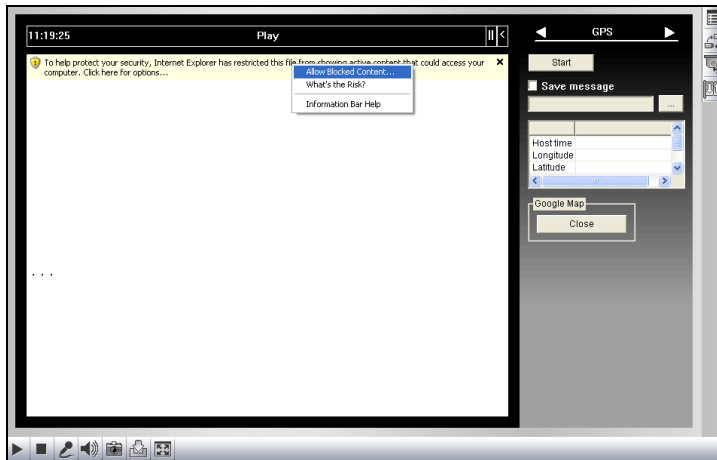 11:19:25 Play GPS
To help protect your security, Internet Explorer has restricted this file from showing active content that could access your
computer. Click here for options...
Allow Blocked Content...
What's the Risk?
Information Bar Help
. . .
Start
Save message
...
Host time
Longitude
Latitude
Google Map
Close